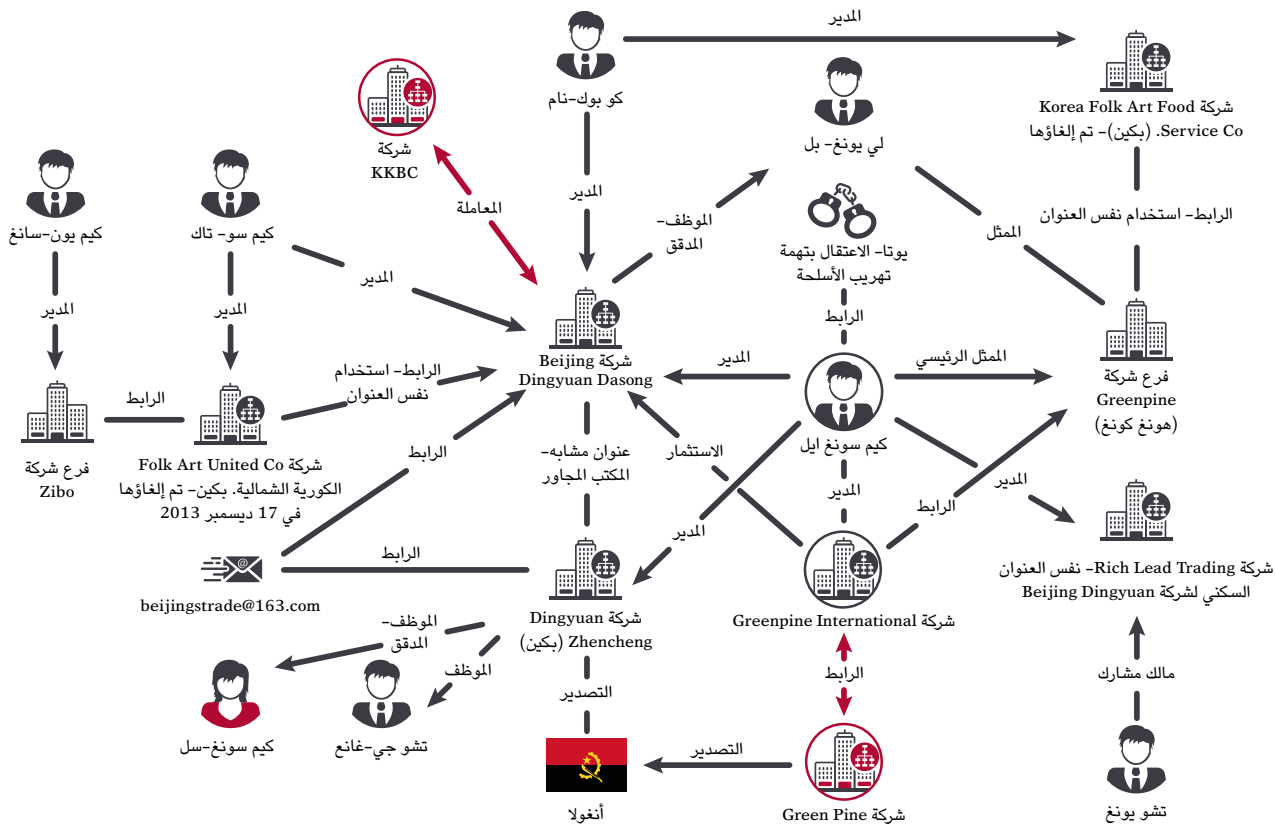 المدير
كو بوك-نام
شركة Korea Folk Art Food
Service Co. (بكين)- تم إلغاؤها
شركة
KKBC
لي يونغ- بل
كيم يون-سانغ
كيم سو- تاك
المدير
الموظف-
المدقق
المعاملة
الرابط- استخدام نفس العنوان
الممثل
يوتا- الاعتقال بتهمة
تهريب الأسلحة
المدير
المدير
المدير
الرابط
شركة Beijing
Dingyuan Dasong
المدير
الممثل الرئيسي
فرع شركة
Greenpine
(هونغ كونغ)
الرابط- استخدام
نفس العنوان
الرابط
كيم سونغ ايل
فرع شركة
Zibo
شركة Folk Art United Co
الكورية الشمالية. بكين- تم إلغاؤها
في 17 ديسمبر 2013
الرابط
عنوان مشابه-
المكتب المجاور
الاستثمار
المدير
المدير
الرابط
المدير
الرابط
@
beijingstrade@163.com
شركة Dingyuan
Zhencheng (بكين)
شركة Greenpine International
شركة Rich Lead Trading- نفس العنوان
السكني لشركة Beijing Dingyuan
الموظف-
المدقق
الموظف
التصدير
الرابط
مالك مشارك
كيم سونغ-سل
تشو جي-غانع
التصدير
أنغولا
شركة Green Pine
تشو يونغ